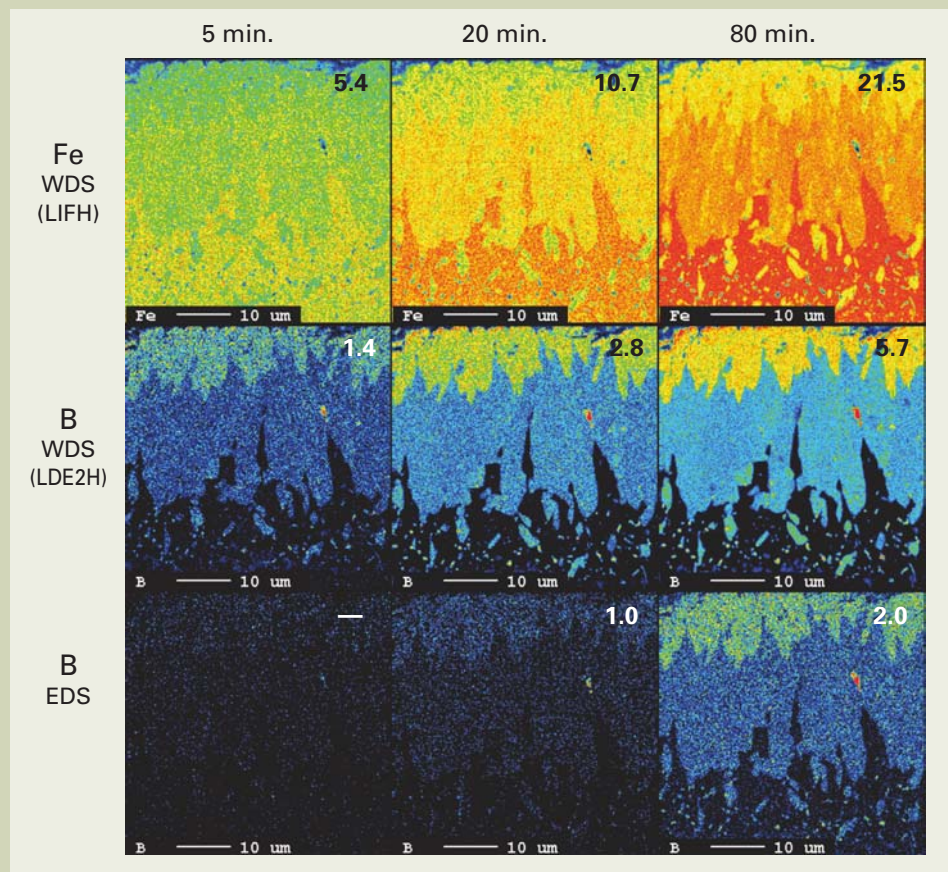 5 min. 20 min. 80 min.
Fe
WDS
(LIFH)
5.4 10.7 21.5
Fe 10 um Fe 10 um Fe 10 um
B
WDS
(LDE2H)
1.4 2.8 5.7
B 10 um B 10 um B 10 um
B
EDS
— 1.0 2.0
B 10 um B 10 um B 10 um